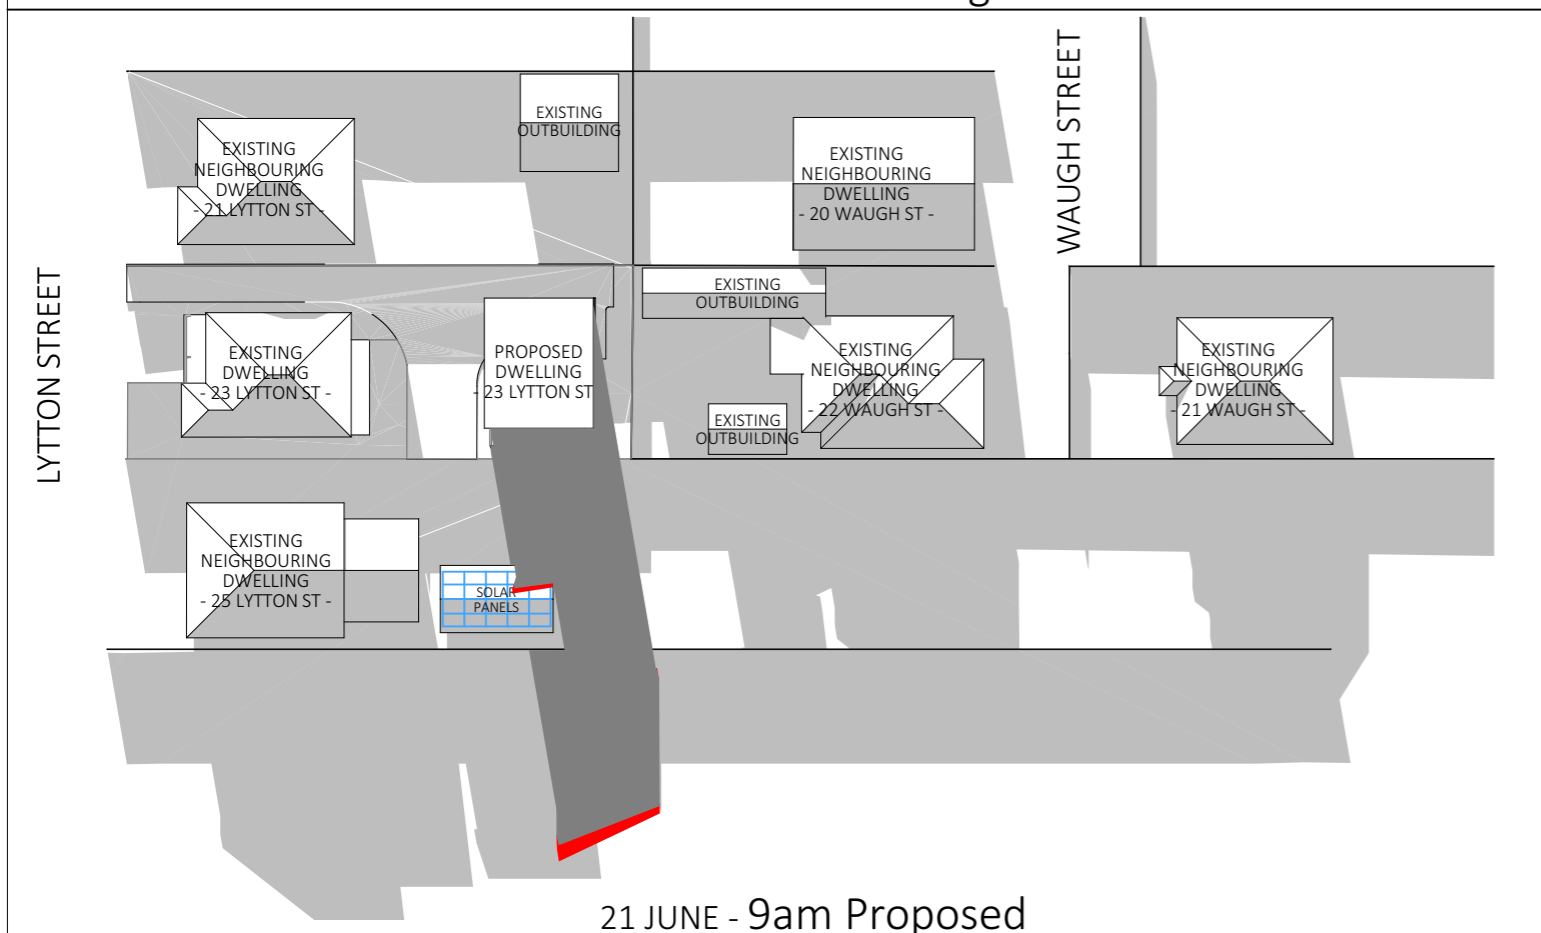 WAUGH STREET
EXISTING
OUTBUILDING
EXISTING
NEIGHBOURING
DWELLING
- 21 LYTTON ST -
EXISTING
NEIGHBOURING
DWELLING
- 20 WAUGH ST -
LYTTON STREET
EXISTING
OUTBUILDING
EXISTING
DWELLING
- 23 LYTTON ST -
PROPOSED
DWELLING
- 23 LYTTON ST
EXISTING
NEIGHBOURING
DWELLING
- 22 WAUGH ST -
EXISTING
NEIGHBOURING
DWELLING
- 21 WAUGH ST -
EXISTING
OUTBUILDING
EXISTING
NEIGHBOURING
DWELLING
- 25 LYTTON ST -
SOLAR
PANELS
21 JUNE - 9am Proposed